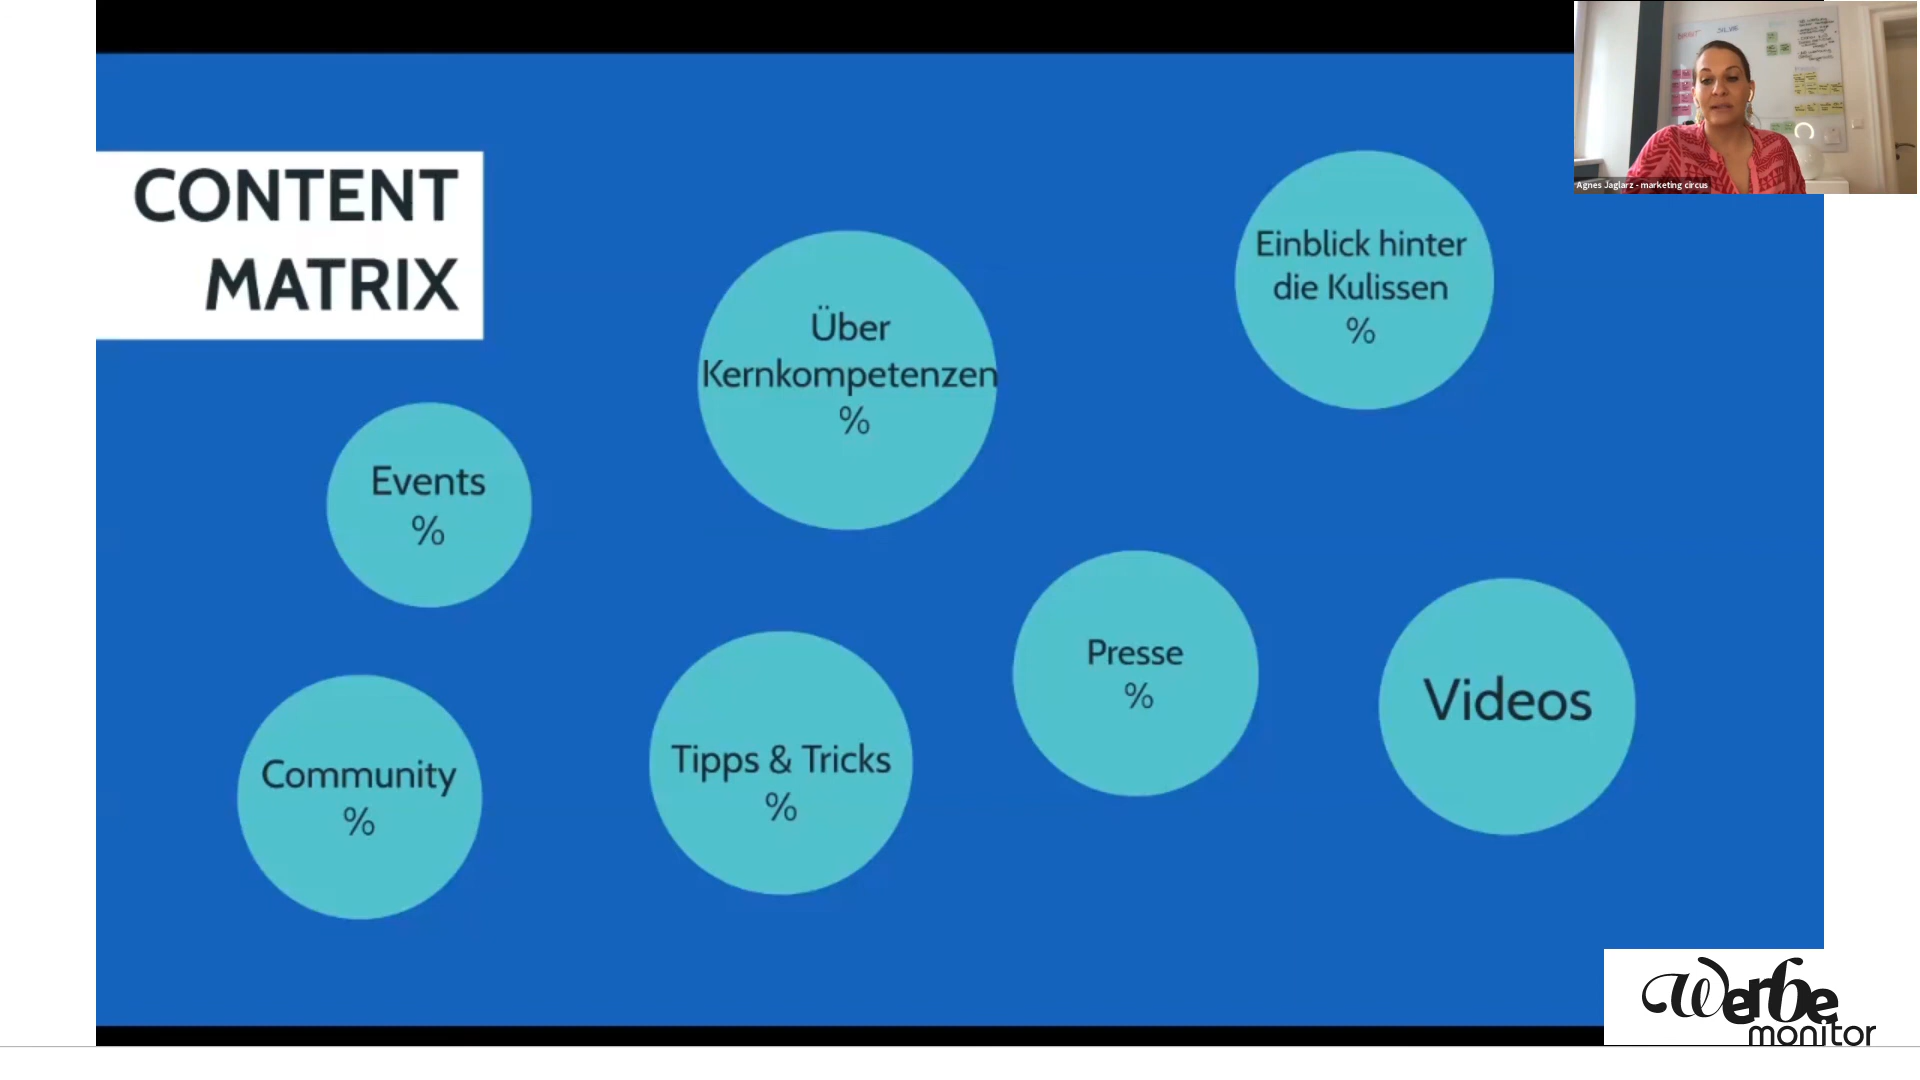 CONTENT
MATRIX
Über
Kernkompetenzen
%
Einblick hinter
die Kulissen
%
Events
%
Presse
%
Videos
Community
%
Tipps & Tricks
%
Agnes Jaglarz - marketing circus
Werbe
monitor